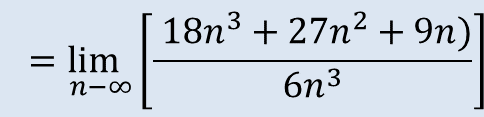 = lim n−∞ [ 18n³ + 27n² + 9n) / 6n³ ]